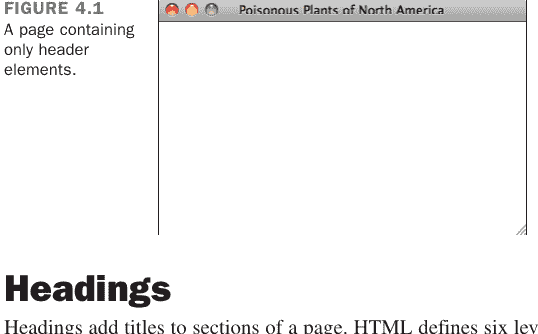 FIGURE 4.1
A page containing
only header
elements.
Poisonous Plants of North America
Headings
Headings add titles to sections of a page. HTML defines six lev